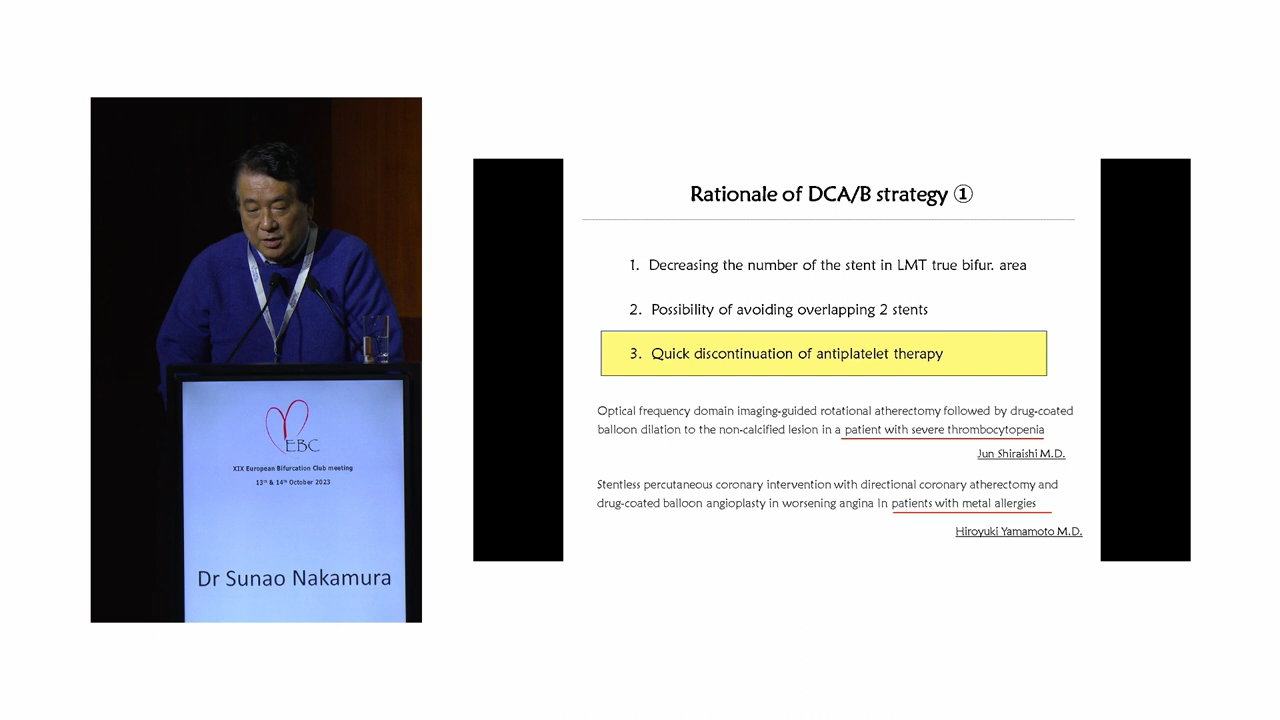 EBC
XIX European Bifurcation Club meeting
13th & 14th October 2023
Dr Sunao Nakamura
Rationale of DCA/B strategy ①
1. Decreasing the number of the stent in LMT true bifur. area
2. Possibility of avoiding overlapping 2 stents
3. Quick discontinuation of antiplatelet therapy
Optical frequency domain imaging-guided rotational atherectomy followed by drug-coated
balloon dilation to the non-calcified lesion in a patient with severe thrombocytopenia
Jun Shiraishi M.D.
Stentless percutaneous coronary intervention with directional coronary atherectomy and
drug-coated balloon angioplasty in worsening angina In patients with metal allergies
Hiroyuki Yamamoto M.D.